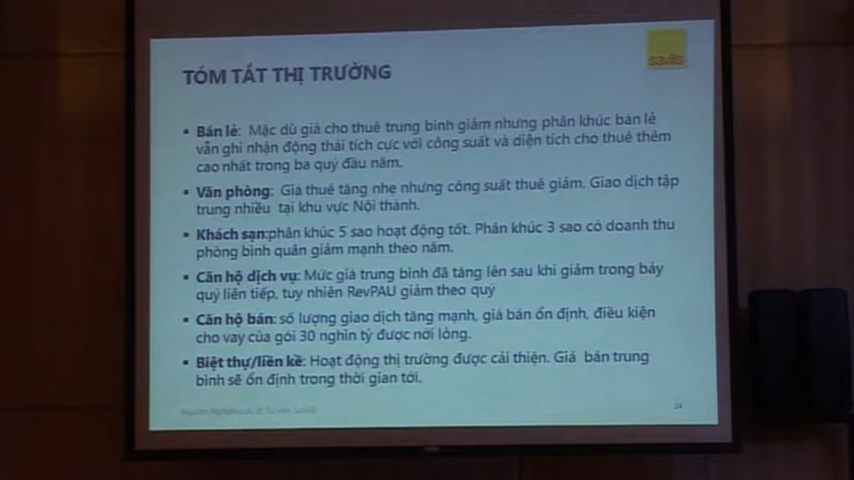 savills
TÓM TẮT THỊ TRƯỜNG
▪ Bán lẻ: Mặc dù giá cho thuê trung bình giảm nhưng phân khúc bán lẻ
vẫn ghi nhận động thái tích cực với công suất và diện tích cho thuê thêm
cao nhất trong ba quý đầu năm.
▪ Văn phòng: Giá thuê tăng nhẹ nhưng công suất thuê giảm. Giao dịch tập
trung nhiều tại khu vực Nội thành.
▪ Khách sạn:phân khúc 5 sao hoạt động tốt. Phân khúc 3 sao có doanh thu
phòng bình quân giảm mạnh theo năm.
▪ Căn hộ dịch vụ: Mức giá trung bình đã tăng lên sau khi giảm trong bảy
quý liên tiếp, tuy nhiên RevPAU giảm theo quý
▪ Căn hộ bán: số lượng giao dịch tăng mạnh, giá bán ổn định, điều kiện
cho vay của gói 30 nghìn tỷ được nới lỏng.
▪ Biệt thự/liền kề: Hoạt động thị trường được cải thiện. Giá bán trung
bình sẽ ổn định trong thời gian tới.
Savills
24